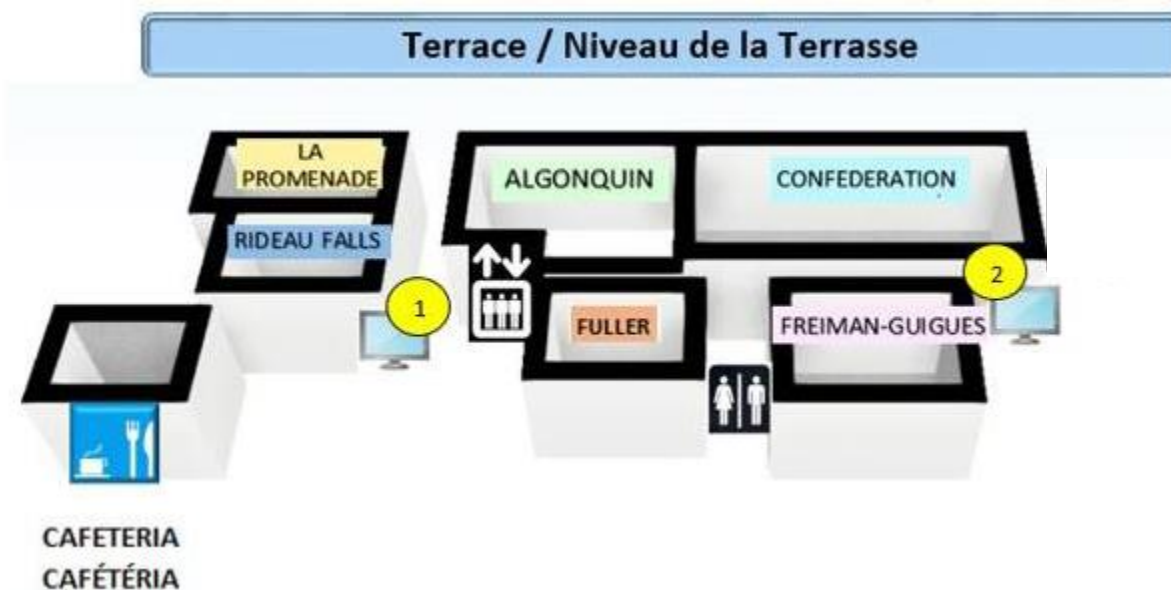 Terrace / Niveau de la Terrasse
LA
PROMENADE
ALGONQUIN
CONFEDERATION
RIDEAU FALLS
1
2
FULLER
FREIMAN-GUIGUES
CAFETERIA
CAFÉTÉRIA